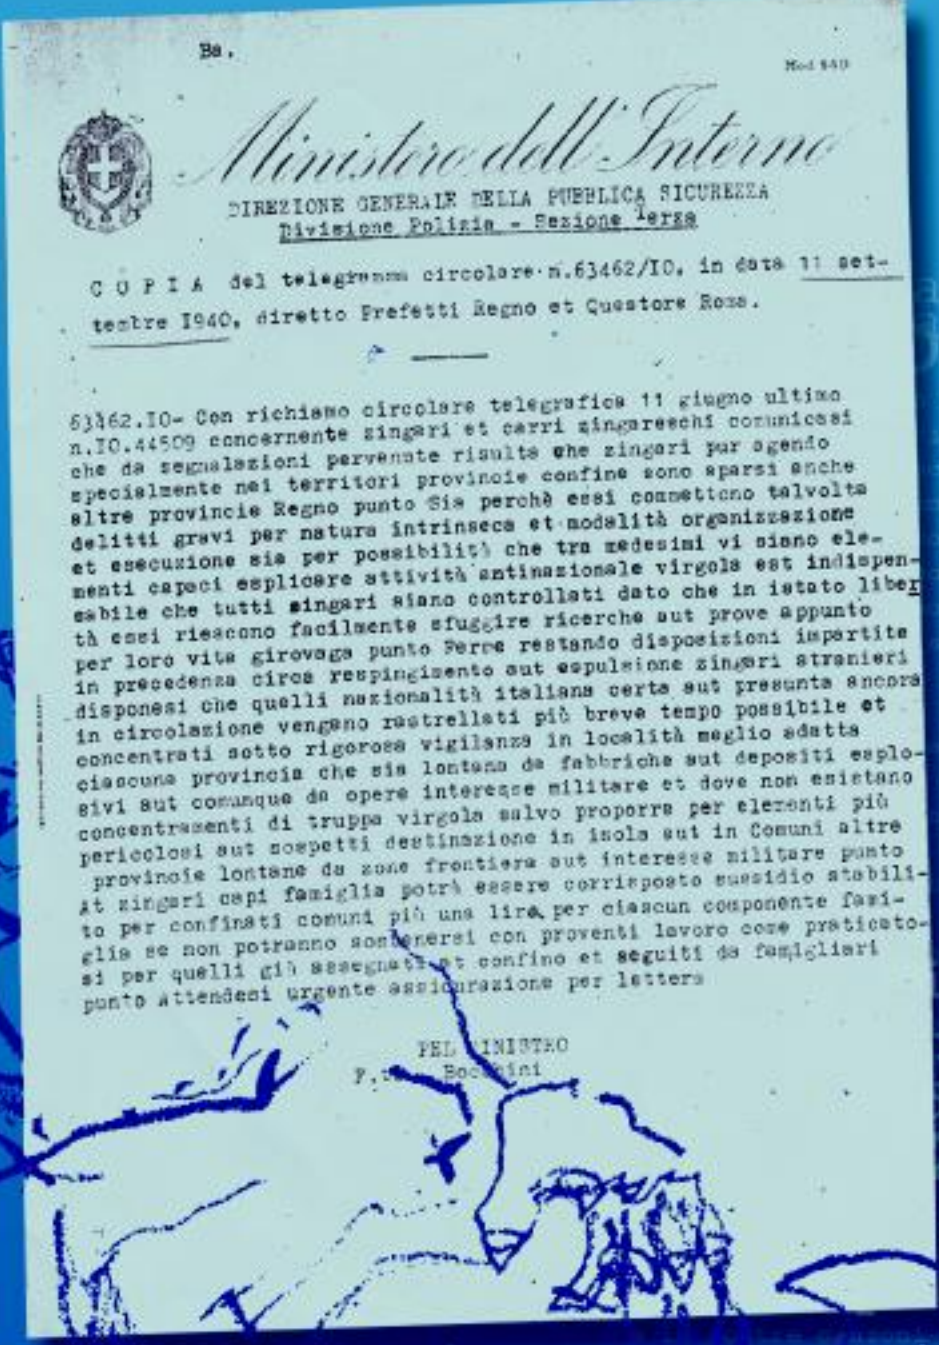 Ba.
Mod 840
Ministero dell'Interno
DIREZIONE GENERALE DELLA PUBBLICA SICUREZZA
Divisione Polizia - Sezione Terza
C O P I A del telegramma circolare n.63462/10, in data 11 set-
tembre 1940, diretto Prefetti Regno et Questore Roma.
63462.10- Con richiamo circolare telegrafica 11 giugno ultimo
n.10.44509 concernente zingari et carri zingareschi comunicasi
che da segnalazioni pervenute risulta che zingari pur agendo
specialmente nei territori provincie confine sono sparsi anche
altre provincie Regno punto Sia perchè essi commettono talvolta
delitti gravi per natura intrinseca et modalità organizzazione
et esecuzione sia per possibilità che tra medesimi vi siano ele-
menti capaci esplicare attività antinazionale virgola est indispen-
sabile che tutti zingari siano controllati dato che in istato liber
tà essi riescono facilmente sfuggire ricerche aut prove appunto
per loro vita girovaga punto Ferme restando disposizioni impartite
in precedenza circa respingimento aut espulsione zingari stranieri
disponesi che quelli nazionalità italiana certa aut presunta ancora
in circolazione vengano rastrellati più breve tempo possibile et
concentrati sotto rigorosa vigilanza in località meglio adatta
ciascuna provincia che sia lontana da fabbriche aut depositi esplo-
sivi aut comunque da opere interesse militare et dove non esistano
concentramenti di truppa virgola salvo proporre per elementi più
pericolosi aut sospetti destinazione in isola aut in Comuni altre
provincie lontane da zone frontiera aut interesse militare punto
At zingari capi famiglia potrà essere corrisposto sussidio stabili-
to per confinati comuni più una lira per ciascun componente fami-
glia se non potranno sostenersi con proventi lavoro come praticato-
si per quelli già assegnati at confino et seguiti da famigliari
punto attendesi urgente assicurazione per lettera
PEL MINISTRO
F.to Bocchini